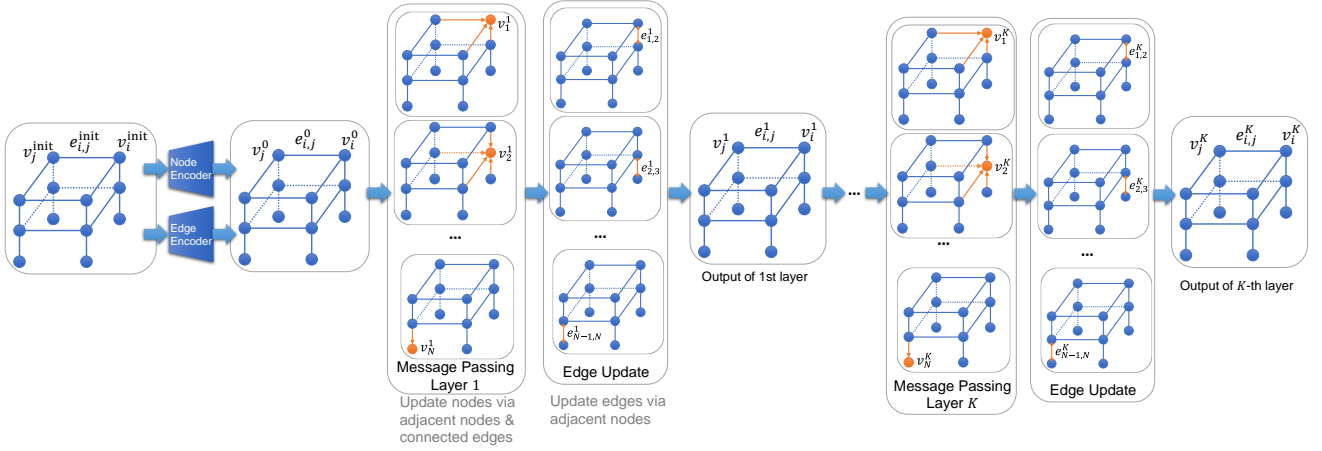 $v_j^{\text{init}}$ $e_{i,j}^{\text{init}}$ $v_i^{\text{init}}$
Node
Encoder
Edge
Encoder
$v_j^0$ $e_{i,j}^0$ $v_i^0$
$v_1^1$
$v_2^1$
...
$v_N^1$
Message Passing
Layer 1
Update nodes via
adjacent nodes &
connected edges
$e_{1,2}^1$
$e_{2,3}^1$
...
$e_{N-1,N}^1$
Edge Update
Update edges via
adjacent nodes
$v_j^1$ $e_{i,j}^1$ $v_i^1$
Output of 1st layer
...
$v_1^K$
$v_2^K$
...
$v_N^K$
Message Passing
Layer $K$
$e_{1,2}^K$
$e_{2,3}^K$
...
$e_{N-1,N}^K$
Edge Update
$v_j^K$ $e_{i,j}^K$ $v_i^K$
Output of $K$-th layer